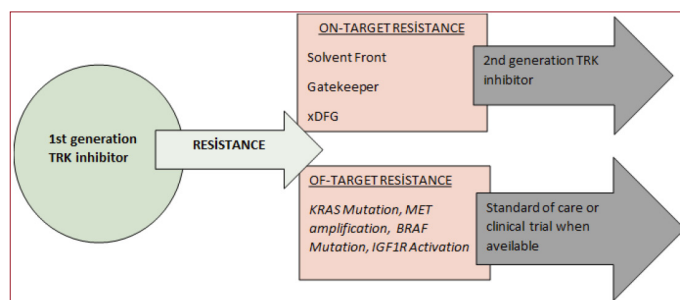 1st generation
TRK inhibitor
RESİSTANCE
ON-TARGET RESİSTANCE
Solvent Front
Gatekeeper
xDFG
2nd generation TRK
inhibitor
OF-TARGET RESİSTANCE
KRAS Mutation, MET
amplification, BRAF
Mutation, IGF1R Activation
Standard of care or
clinical trial when
aveilable